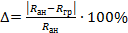 Δ= |Rан−Rгр| / Rан · 100%